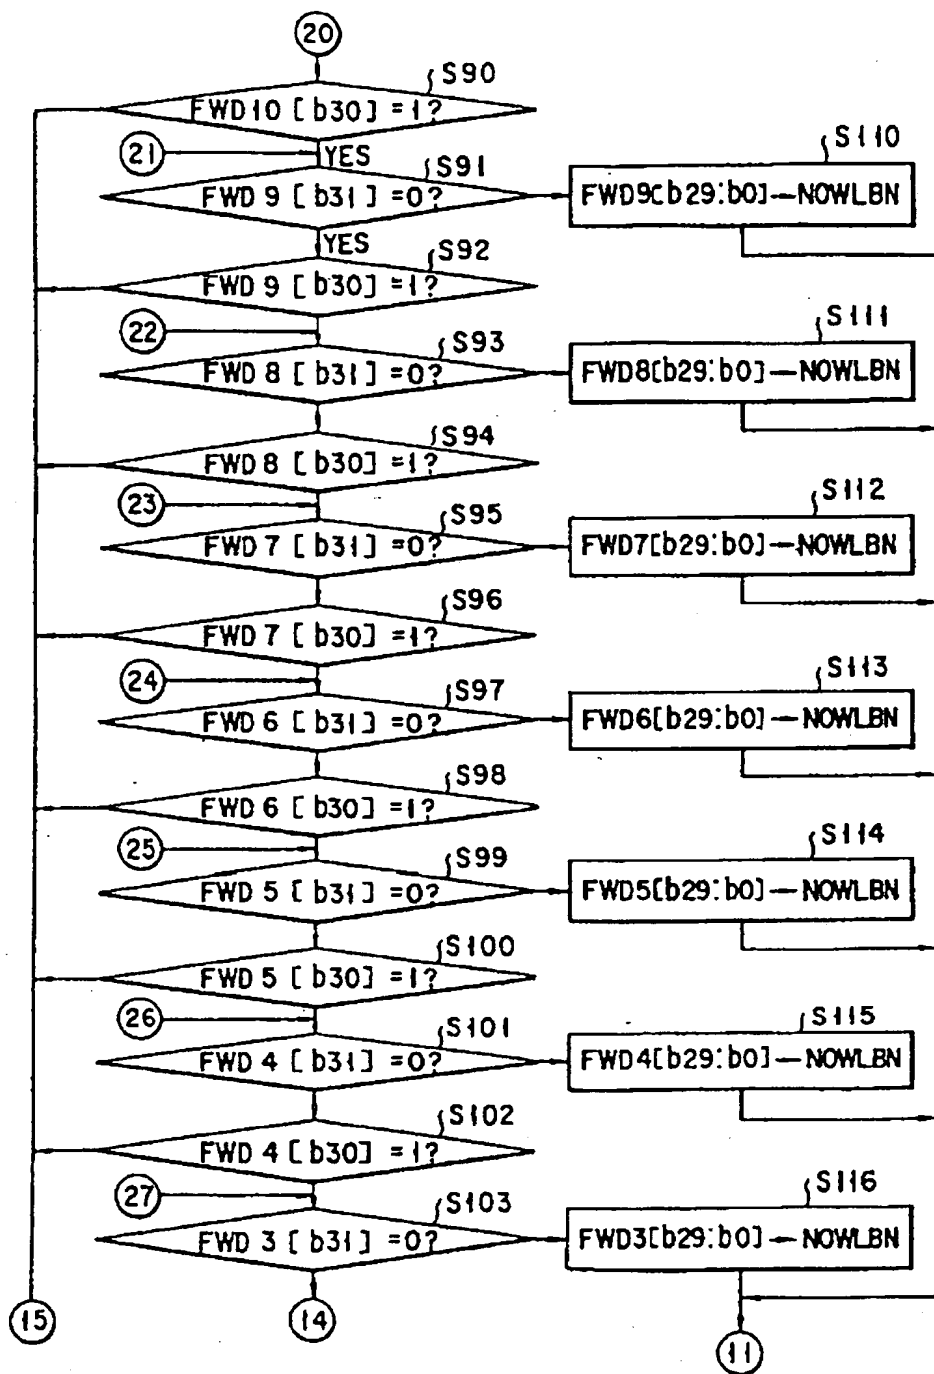 20
S90
FWD10 [b30] =1?
21
YES
S91
S110
FWD 9 [b31] =0?
FWD9[b29:b0]←NOWLBN
YES
S92
FWD 9 [b30] =1?
22
S93
S111
FWD 8 [b31] =0?
FWD8[b29:b0]←NOWLBN
S94
FWD 8 [b30] =1?
23
S95
S112
FWD 7 [b31] =0?
FWD7[b29:b0]←NOWLBN
S96
FWD 7 [b30] =1?
24
S97
S113
FWD 6 [b31] =0?
FWD6[b29:b0]←NOWLBN
S98
FWD 6 [b30] =1?
25
S99
S114
FWD 5 [b31] =0?
FWD5[b29:b0]←NOWLBN
S100
FWD 5 [b30] =1?
26
S101
S115
FWD 4 [b31] =0?
FWD4[b29:b0]←NOWLBN
S102
FWD 4 [b30] =1?
27
S103
S116
FWD 3 [b31] =0?
FWD3[b29:b0]←NOWLBN
15
14
11